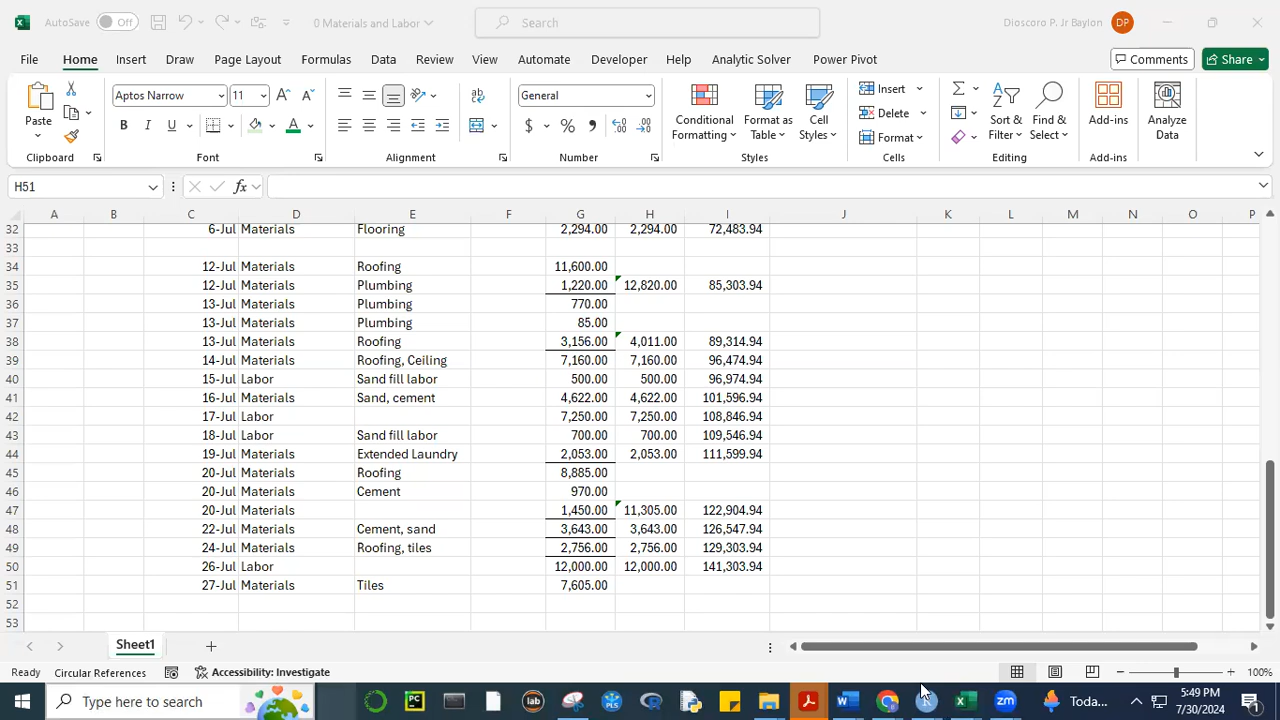 AutoSave Off 0 Materials and Labor Search Dioscoro P. Jr Baylon DP
File Home Insert Draw Page Layout Formulas Data Review View Automate Developer Help Analytic Solver Power Pivot Comments Share
Paste Aptos Narrow 11 General Conditional Formatting Format as Table Cell Styles Insert Delete Format Sort & Filter Find & Select Add-ins Analyze Data
Clipboard Font Alignment Number Styles Cells Editing Add-ins
H51 fx
A B C D E F G H I J K L M N O P
32 6-Jul Materials Flooring 2,294.00 2,294.00 72,483.94
33
34 12-Jul Materials Roofing 11,600.00
35 12-Jul Materials Plumbing 1,220.00 12,820.00 85,303.94
36 13-Jul Materials Plumbing 770.00
37 13-Jul Materials Plumbing 85.00
38 13-Jul Materials Roofing 3,156.00 4,011.00 89,314.94
39 14-Jul Materials Roofing, Ceiling 7,160.00 7,160.00 96,474.94
40 15-Jul Labor Sand fill labor 500.00 500.00 96,974.94
41 16-Jul Materials Sand, cement 4,622.00 4,622.00 101,596.94
42 17-Jul Labor 7,250.00 7,250.00 108,846.94
43 18-Jul Labor Sand fill labor 700.00 700.00 109,546.94
44 19-Jul Materials Extended Laundry 2,053.00 2,053.00 111,599.94
45 20-Jul Materials Roofing 8,885.00
46 20-Jul Materials Cement 970.00
47 20-Jul Materials 1,450.00 11,305.00 122,904.94
48 22-Jul Materials Cement, sand 3,643.00 3,643.00 126,547.94
49 24-Jul Materials Roofing, tiles 2,756.00 2,756.00 129,303.94
50 26-Jul Labor 12,000.00 12,000.00 141,303.94
51 27-Jul Materials Tiles 7,605.00
52
53
Sheet1
Ready Circular References Accessibility: Investigate 100%
Type here to search PC lab PLS R zm Toda... 5:49 PM
7/30/2024 1